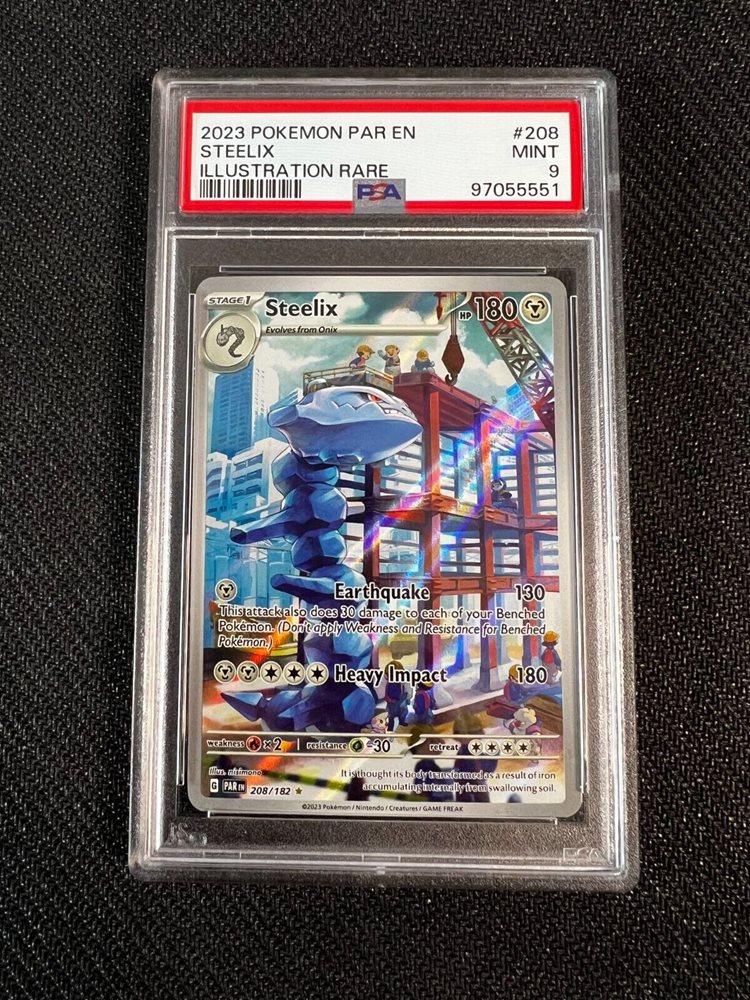 2023 POKEMON PAR EN #208
STEELIX MINT
ILLUSTRATION RARE 9
PSA 97055551
STAGE 1 Steelix HP 180
Evolves from Onix
Earthquake 130
This attack also does 30 damage to each of your Benched
Pokémon. (Don't apply Weakness and Resistance for Benched
Pokémon.)
Heavy Impact 180
weakness ×2 resistance -30 retreat
Illus. nisimono
It is thought its body transformed as a result of iron
accumulating internally from swallowing soil.
G PAR EN 208/182
©2023 Pokémon / Nintendo / Creatures / GAME FREAK